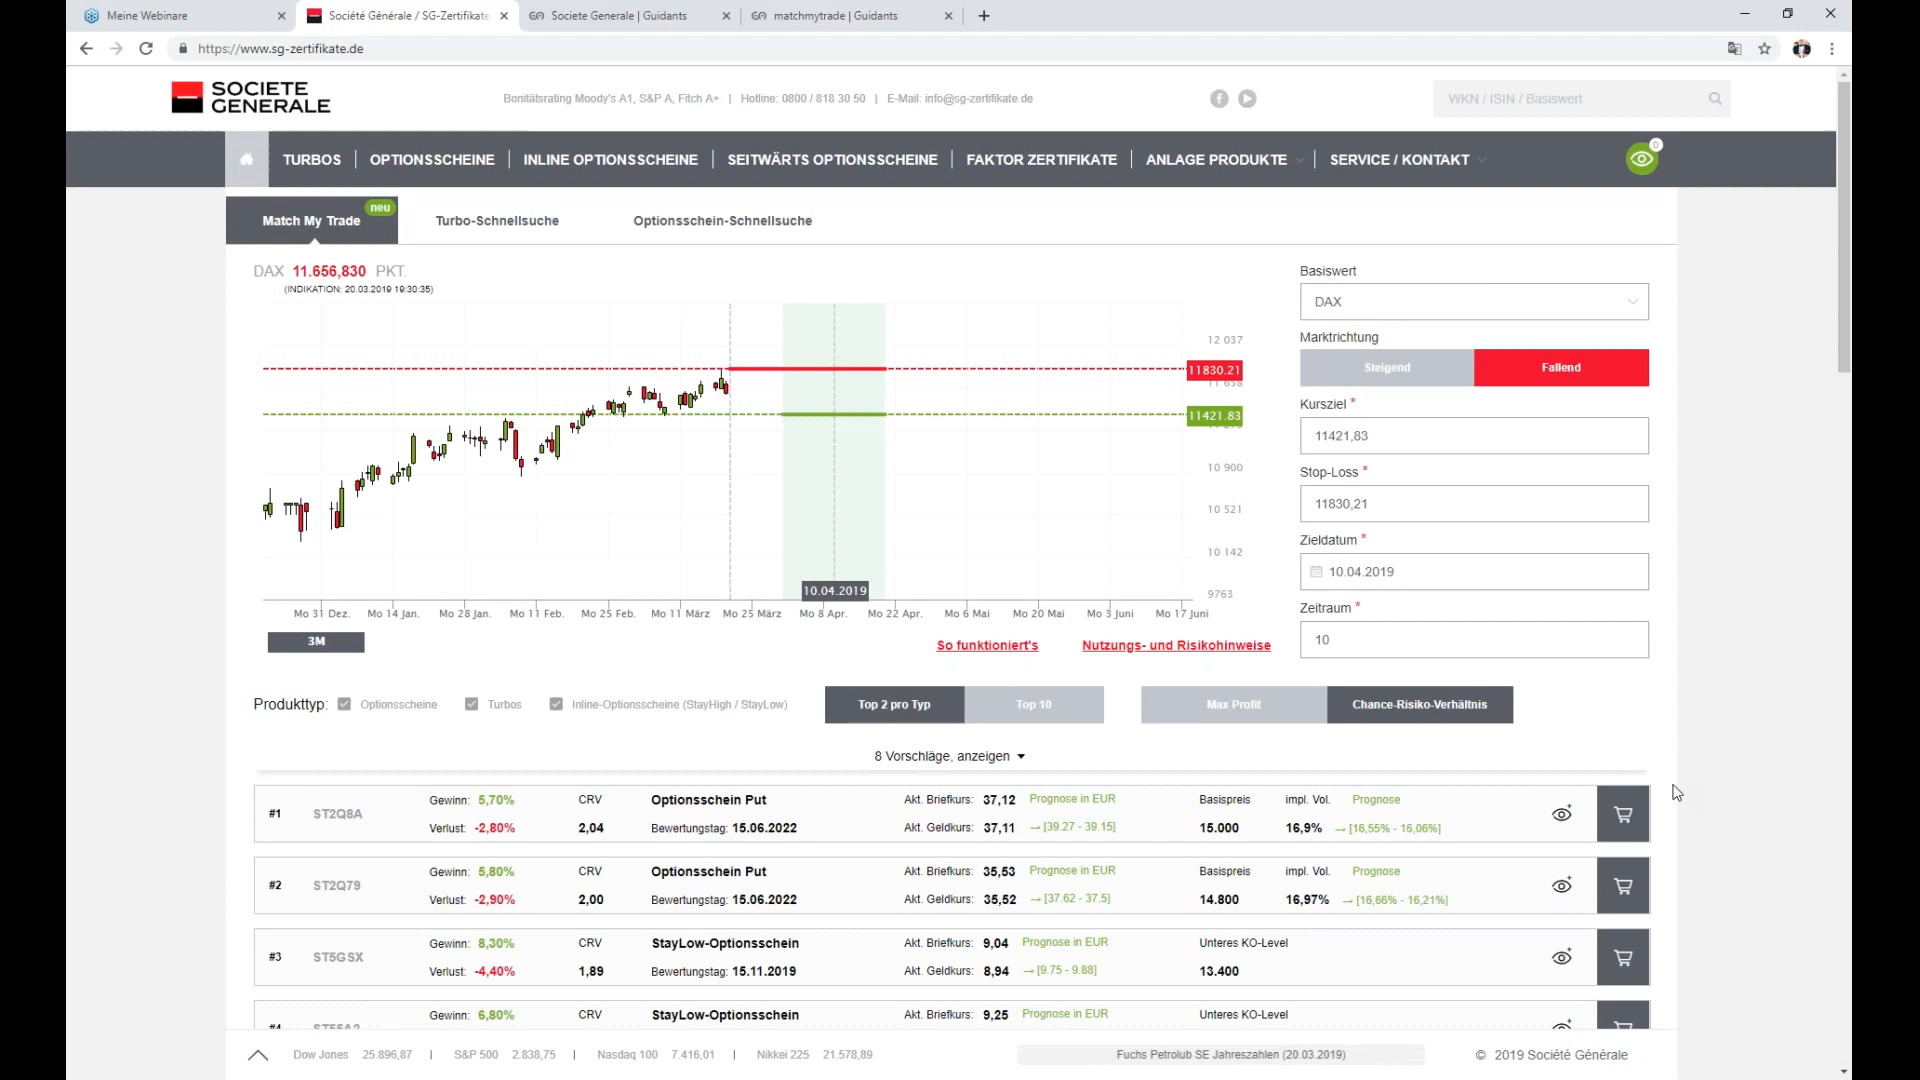 Meine Webinare
Société Générale / SG-Zertifikate
Societe Generale | Guidants
matchmytrade | Guidants
https://www.sg-zertifikate.de
SOCIETE GENERALE
Bonitätsrating Moody's A1, S&P A, Fitch A+ | Hotline: 0800 / 818 30 50 | E-Mail: info@sg-zertifikate.de
WKN / ISIN / Basiswert
TURBOS | OPTIONSSCHEINE | INLINE OPTIONSSCHEINE | SEITWÄRTS OPTIONSSCHEINE | FAKTOR ZERTIFIKATE | ANLAGE PRODUKTE | SERVICE / KONTAKT
0
Match My Trade neu
Turbo-Schnellsuche
Optionsschein-Schnellsuche
DAX 11.656,830 PKT.
(INDIKATION: 20.03.2019 19:30:35)
12 037
11830.21
11421.83
10 900
10 521
10 142
9763
10.04.2019
Mo 31 Dez. Mo 14 Jan. Mo 28 Jan. Mo 11 Feb. Mo 25 Feb. Mo 11 März Mo 25 März Mo 8 Apr. Mo 22 Apr. Mo 6 Mai Mo 20 Mai Mo 3 Juni Mo 17 Juni
3M
So funktioniert's
Nutzungs- und Risikohinweise
Basiswert
DAX
Marktrichtung
Steigend Fallend
Kursziel *
11421,83
Stop-Loss *
11830,21
Zieldatum *
10.04.2019
Zeitraum *
10
Produkttyp: Optionsscheine Turbos Inline-Optionsscheine (StayHigh / StayLow)
Top 2 pro Typ Top 10
Max Profit Chance-Risiko-Verhältnis
8 Vorschläge, anzeigen
#1 ST2Q8A
Gewinn: 5,70% CRV Optionsschein Put Akt. Briefkurs: 37,12 Prognose in EUR Basispreis impl. Vol. Prognose
Verlust: -2,80% 2,04 Bewertungstag: 15.06.2022 Akt. Geldkurs: 37,11 → [39.27 - 39.15] 15.000 16,9% → [16,55% - 16,06%]
#2 ST2Q79
Gewinn: 5,80% CRV Optionsschein Put Akt. Briefkurs: 35,53 Prognose in EUR Basispreis impl. Vol. Prognose
Verlust: -2,90% 2,00 Bewertungstag: 15.06.2022 Akt. Geldkurs: 35,52 → [37.62 - 37.5] 14.800 16,97% → [16,66% - 16,21%]
#3 ST5GSX
Gewinn: 8,30% CRV StayLow-Optionsschein Akt. Briefkurs: 9,04 Prognose in EUR Unteres KO-Level
Verlust: -4,40% 1,89 Bewertungstag: 15.11.2019 Akt. Geldkurs: 8,94 → [9.75 - 9.88] 13.400
Gewinn: 6,80% CRV StayLow-Optionsschein Akt. Briefkurs: 9,25 Prognose in EUR Unteres KO-Level
#4
Dow Jones 25.896,87 | S&P 500 2.838,75 | Nasdaq 100 7.416,01 | Nikkei 225 21.578,89
Fuchs Petrolub SE Jahreszahlen (20.03.2019)
© 2019 Société Générale